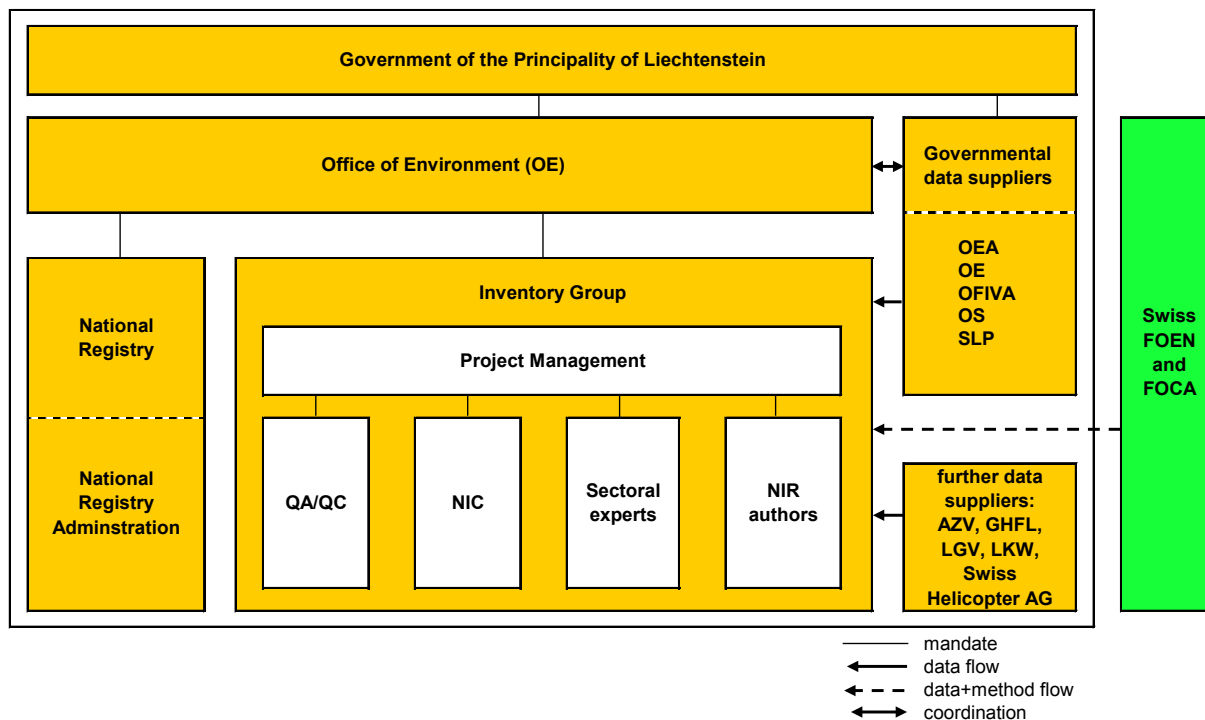 Government of the Principality of Liechtenstein
Office of Environment (OE)
Governmental
data suppliers
OEA
OE
OFIVA
OS
SLP
Swiss
FOEN
and
FOCA
National
Registry
National
Registry
Adminstration
Inventory Group
Project Management
QA/QC
NIC
Sectoral
experts
NIR
authors
further data
suppliers:
AZV, GHFL,
LGV, LKW,
Swiss
Helicopter AG
mandate
data flow
data+method flow
coordination